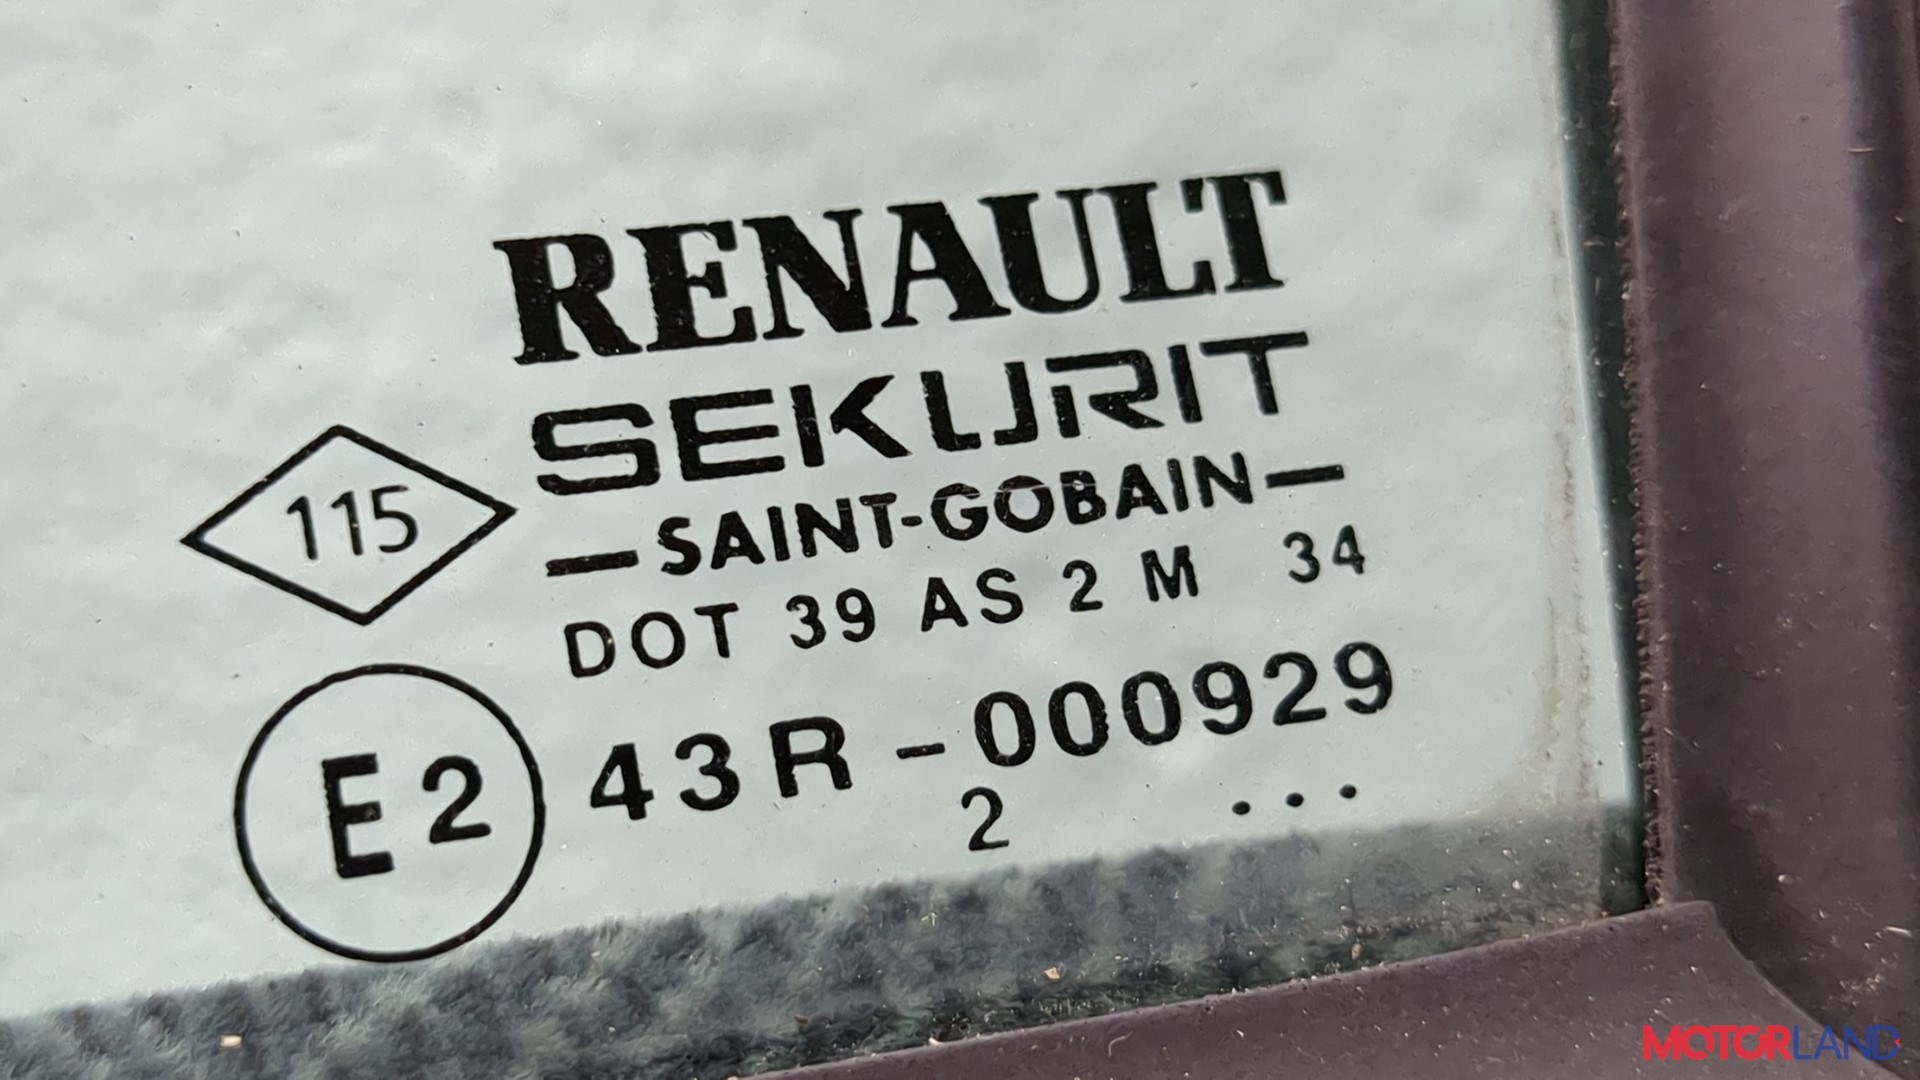 RENAULT
SEKURIT
115
—SAINT-GOBAIN—
DOT 39 AS 2 M 34
E2 43R-000929
2 ...
MOTORLAND